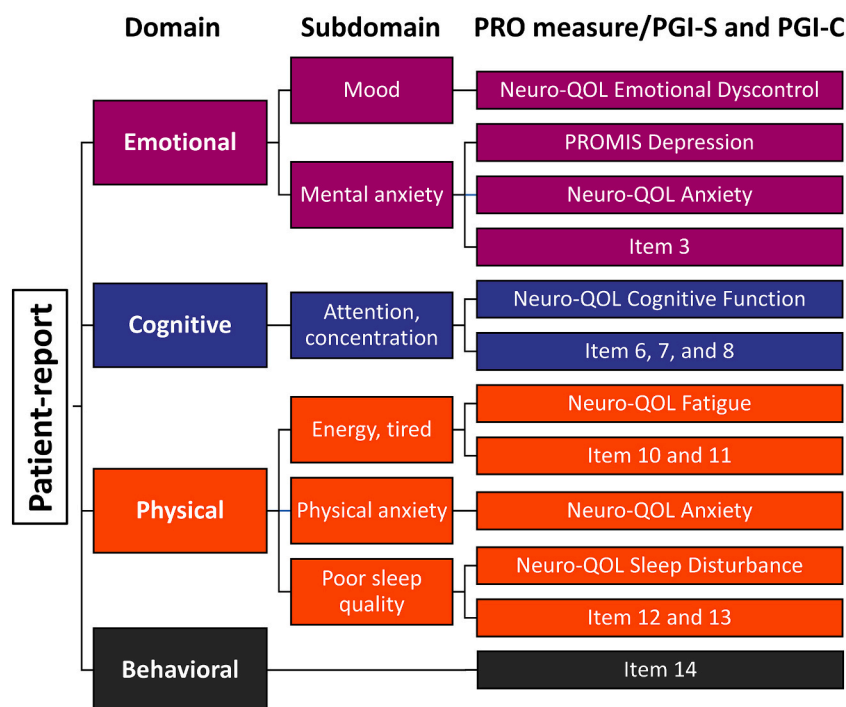 Domain
Subdomain
PRO measure/PGI-S and PGI-C
Patient-report
Emotional
Mood
Neuro-QOL Emotional Dyscontrol
Mental anxiety
PROMIS Depression
Neuro-QOL Anxiety
Item 3
Cognitive
Attention,
concentration
Neuro-QOL Cognitive Function
Item 6, 7, and 8
Physical
Energy, tired
Neuro-QOL Fatigue
Item 10 and 11
Physical anxiety
Neuro-QOL Anxiety
Poor sleep
quality
Neuro-QOL Sleep Disturbance
Item 12 and 13
Behavioral
Item 14